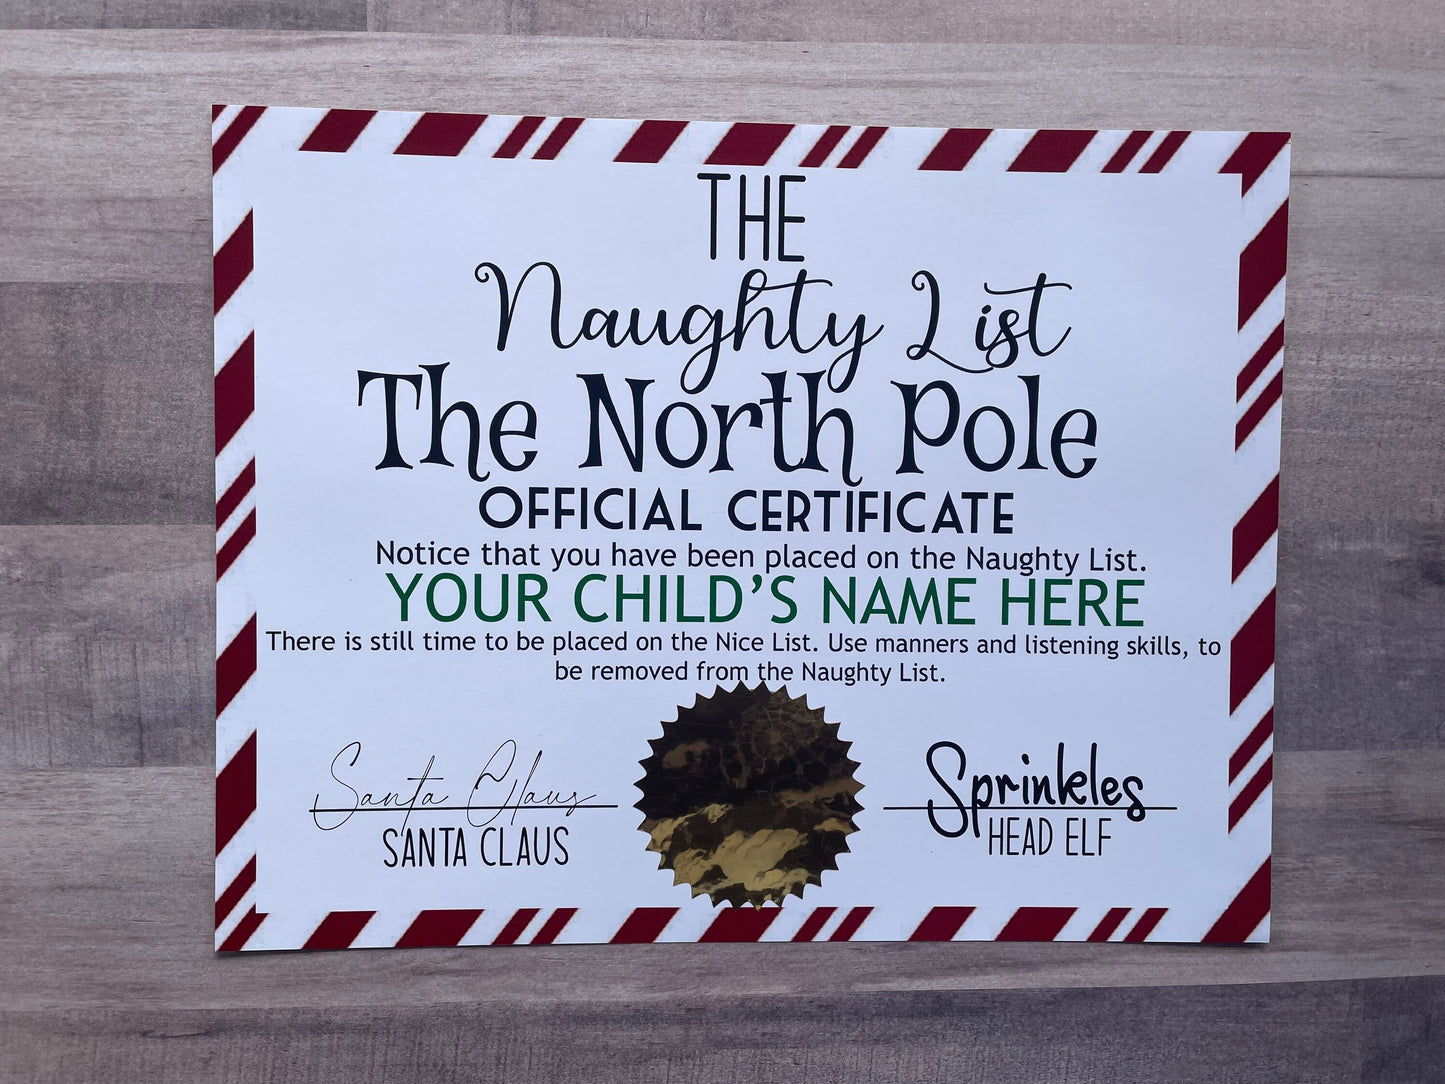 THE
Naughty List
The North Pole
OFFICIAL CERTIFICATE
Notice that you have been placed on the Naughty List.
YOUR CHILD'S NAME HERE
There is still time to be placed on the Nice List. Use manners and listening skills, to
be removed from the Naughty List.
Santa Claus
SANTA CLAUS
Sprinkles
HEAD ELF